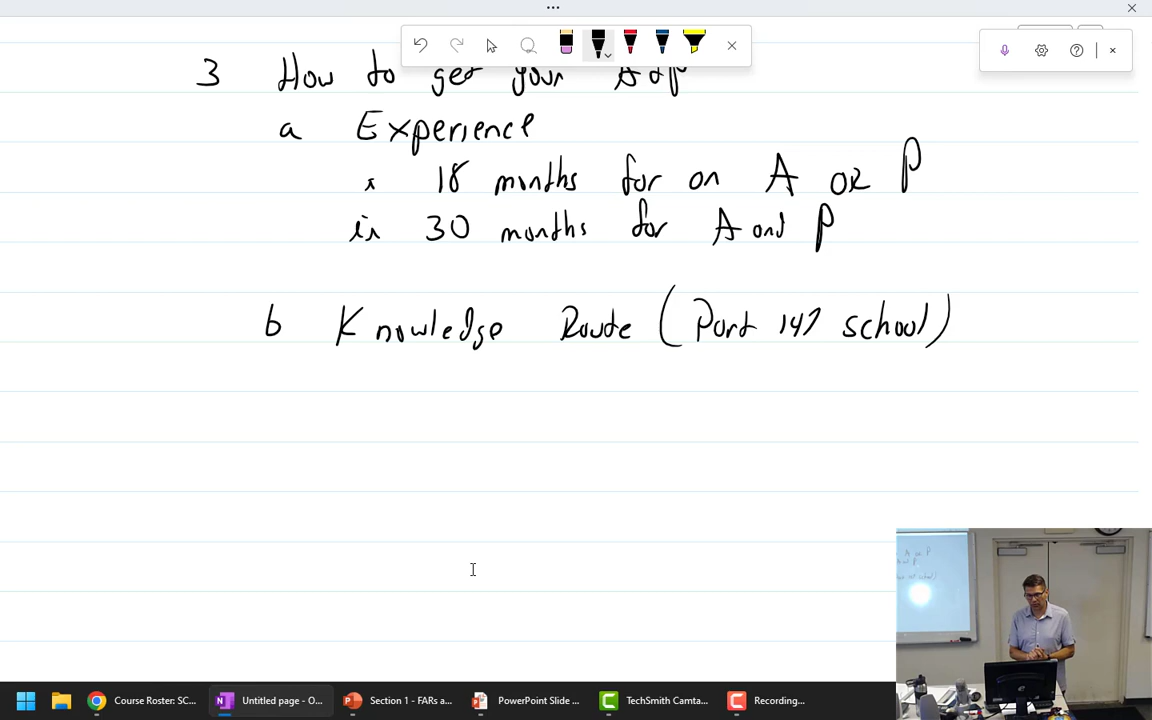 3 How to get your A&P
a Experience
i 18 months for an A OR P
ii 30 months for A and P
b Knowledge Route (Part 147 school)
Course Roster: SC...
Untitled page - O...
Section 1 - FARs a...
PowerPoint Slide ...
TechSmith Camta...
Recording...